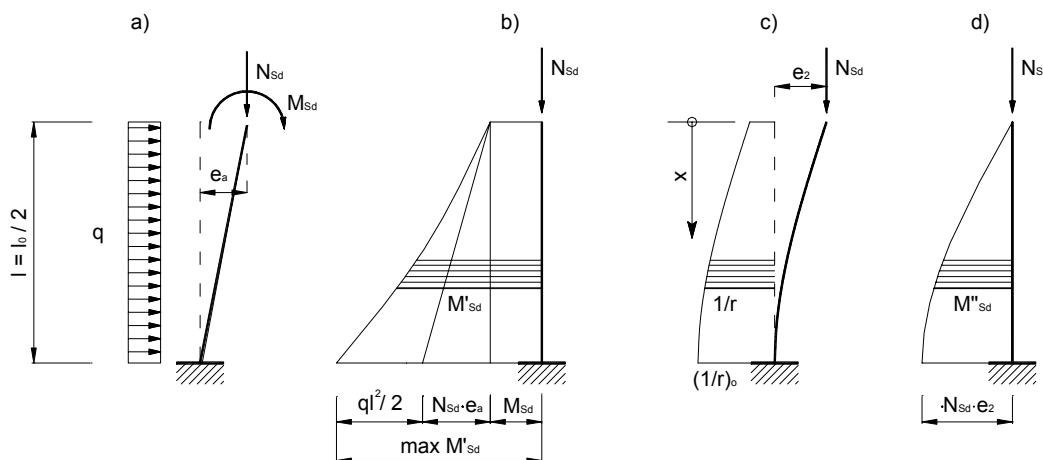 a)
b)
c)
d)
NSd
MSd
ea
q
l = l0 / 2
NSd
M'Sd
ql²/ 2
NSd·ea
MSd
max M'Sd
e2
NSd
x
1/r
(1/r)o
NS
M"Sd
·NSd·e2